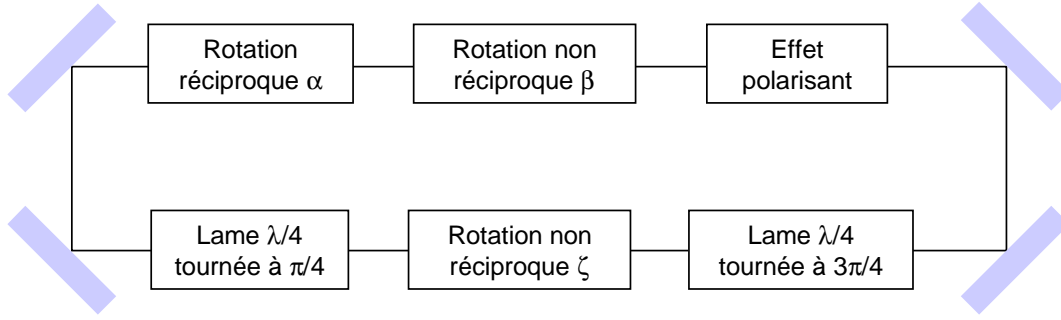 Rotation
réciproque α
Rotation non
réciproque β
Effet
polarisant
Lame λ/4
tournée à π/4
Rotation non
réciproque ζ
Lame λ/4
tournée à 3π/4